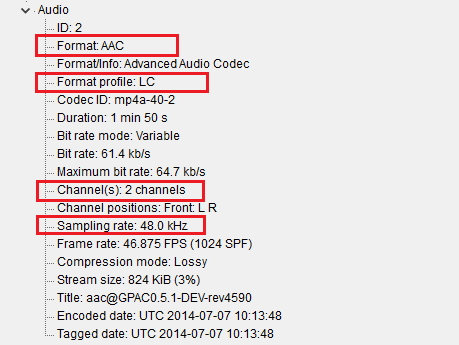 Audio
ID: 2
Format: AAC
Format/Info: Advanced Audio Codec
Format profile: LC
Codec ID: mp4a-40-2
Duration: 1 min 50 s
Bit rate mode: Variable
Bit rate: 61.4 kb/s
Maximum bit rate: 64.7 kb/s
Channel(s): 2 channels
Channel positions: Front: L R
Sampling rate: 48.0 kHz
Frame rate: 46.875 FPS (1024 SPF)
Compression mode: Lossy
Stream size: 824 KiB (3%)
Title: aac@GPAC0.5.1-DEV-rev4590
Encoded date: UTC 2014-07-07 10:13:48
Tagged date: UTC 2014-07-07 10:13:48